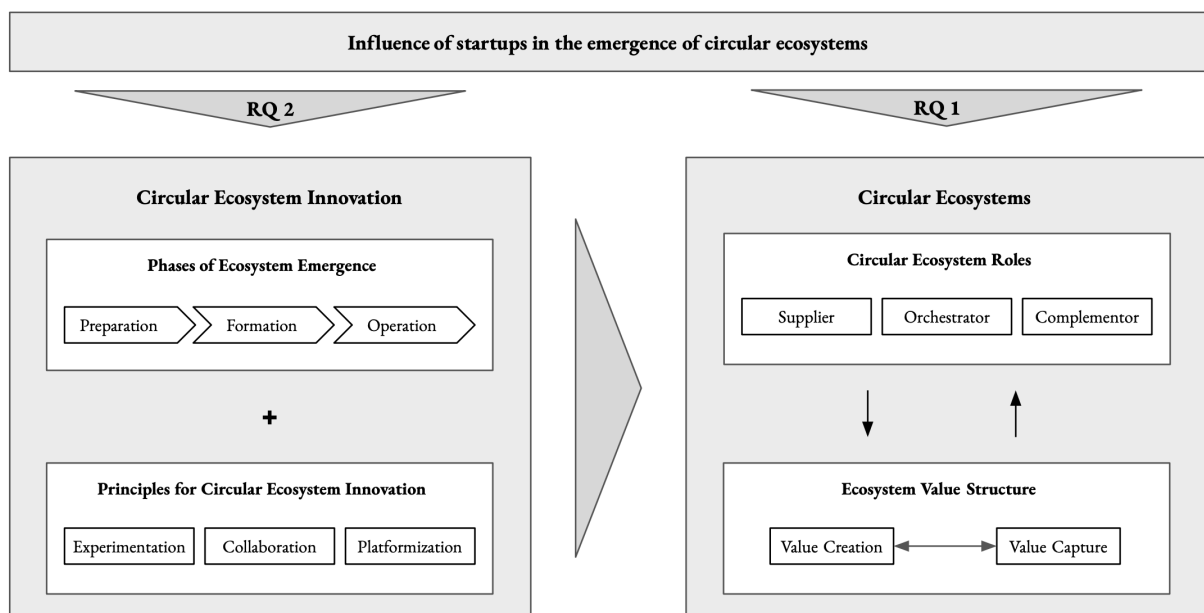 Influence of startups in the emergence of circular ecosystems
RQ 2
RQ 1
Circular Ecosystem Innovation
Phases of Ecosystem Emergence
Preparation
Formation
Operation
+
Principles for Circular Ecosystem Innovation
Experimentation
Collaboration
Platformization
Circular Ecosystems
Circular Ecosystem Roles
Supplier
Orchestrator
Complementor
Ecosystem Value Structure
Value Creation
Value Capture